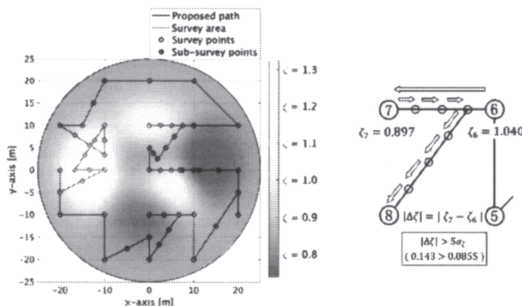 Proposed path
Survey area
Survey points
Sub-survey points
25
20
15
10
5
0
-5
-10
-15
-20
-25
y-axis [m]
-20 -10 0 10 20
x-axis [m]
ζ = 1.3
ζ = 1.2
ζ = 1.1
ζ = 1.0
ζ = 0.9
ζ = 0.8
7 6
ζ₇ = 0.897 ζ₆ = 1.040
8 |Δζ| = | ζ₇ − ζ₆ | 5
|Δζ| > 5σ_ζ
( 0.143 > 0.0855 )